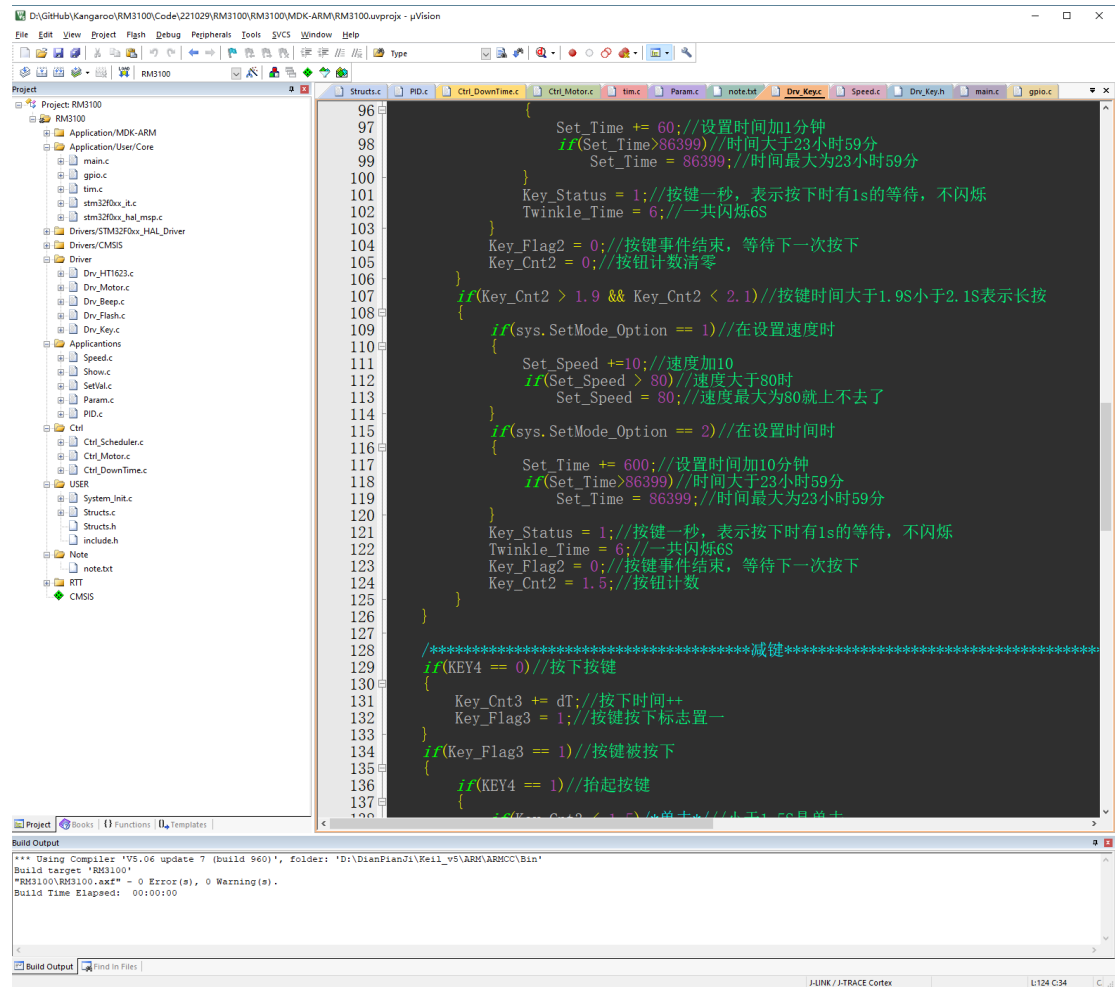 D:\GitHub\Kangaroo\RM3100\Code\221029\RM3100\RM3100\MDK-ARM\RM3100.uvprojx - µVision
File Edit View Project Flash Debug Peripherals Tools SVCS Window Help
Type
LOAD RM3100
Project
Structs.c PID.c Ctrl_DownTime.c Ctrl_Motor.c tim.c Param.c note.txt Drv_Key.c Speed.c Drv_Key.h main.c gpio.c
Project: RM3100
RM3100
Application/MDK-ARM
Application/User/Core
main.c
gpio.c
tim.c
stm32f0xx_it.c
stm32f0xx_hal_msp.c
Drivers/STM32F0xx_HAL_Driver
Drivers/CMSIS
Driver
Drv_HT1623.c
Drv_Motor.c
Drv_Beep.c
Drv_Flash.c
Drv_Key.c
Applicantions
Speed.c
Show.c
SetVal.c
Param.c
PID.c
Ctrl
Ctrl_Scheduler.c
Ctrl_Motor.c
Ctrl_DownTime.c
USER
System_Init.c
Structs.c
Structs.h
include.h
Note
note.txt
RTT
CMSIS
Project Books {} Functions Templates
96 {
97 Set_Time += 60;//设置时间加1分钟
98 if(Set_Time>86399)//时间大于23小时59分
99 Set_Time = 86399;//时间最大为23小时59分
100 }
101 Key_Status = 1;//按键一秒，表示按下时有1s的等待，不闪烁
102 Twinkle_Time = 6;//一共闪烁6S
103 }
104 Key_Flag2 = 0;//按键事件结束，等待下一次按下
105 Key_Cnt2 = 0;//按钮计数清零
106 }
107 if(Key_Cnt2 > 1.9 && Key_Cnt2 < 2.1)//按键时间大于1.9S小于2.1S表示长按
108 {
109 if(sys.SetMode_Option == 1)//在设置速度时
110 {
111 Set_Speed +=10;//速度加10
112 if(Set_Speed > 80)//速度大于80时
113 Set_Speed = 80;//速度最大为80就上不去了
114 }
115 if(sys.SetMode_Option == 2)//在设置时间时
116 {
117 Set_Time += 600;//设置时间加10分钟
118 if(Set_Time>86399)//时间大于23小时59分
119 Set_Time = 86399;//时间最大为23小时59分
120 }
121 Key_Status = 1;//按键一秒，表示按下时有1s的等待，不闪烁
122 Twinkle_Time = 6;//一共闪烁6S
123 Key_Flag2 = 0;//按键事件结束，等待下一次按下
124 Key_Cnt2 = 1.5;//按钮计数
125 }
126 }
127
128 /**************************************减键**************************************
129 if(KEY4 == 0)//按下按键
130 {
131 Key_Cnt3 += dT;//按下时间++
132 Key_Flag3 = 1;//按键按下标志置一
133 }
134 if(Key_Flag3 == 1)//按键被按下
135 {
136 if(KEY4 == 1)//抬起按键
137 {
138 if(Key_Cnt3 < 1.5)/*单击*///小于1.5S是单击
Build Output
*** Using Compiler 'V5.06 update 7 (build 960)', folder: 'D:\DianPianJi\Keil_v5\ARM\ARMCC\Bin'
Build target 'RM3100'
"RM3100\RM3100.axf" - 0 Error(s), 0 Warning(s).
Build Time Elapsed: 00:00:00
Build Output Find In Files
J-LINK / J-TRACE Cortex L:124 C:34 C